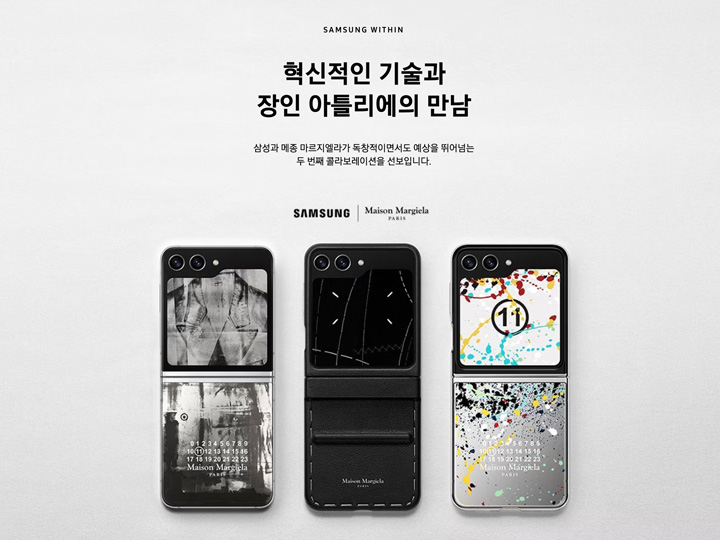 SAMSUNG WITHIN
혁신적인 기술과
장인 아틀리에의 만남
삼성과 메종 마르지엘라가 독창적이면서도 예상을 뛰어넘는
두 번째 콜라보레이션을 선보입니다.
SAMSUNG
Maison Margiela
PARIS
11
0 1 2 3 4 5 6 7 8 9
10 11 12 13 14 15 16
17 18 19 20 21 22 23
Maison Margiela
PARIS
Maison Margiela
PARIS
0 1 2 3 4 5 6 7 8 9
10 11 12 13 14 15 16
17 18 19 20 21 22 23
Maison Margiela
PARIS